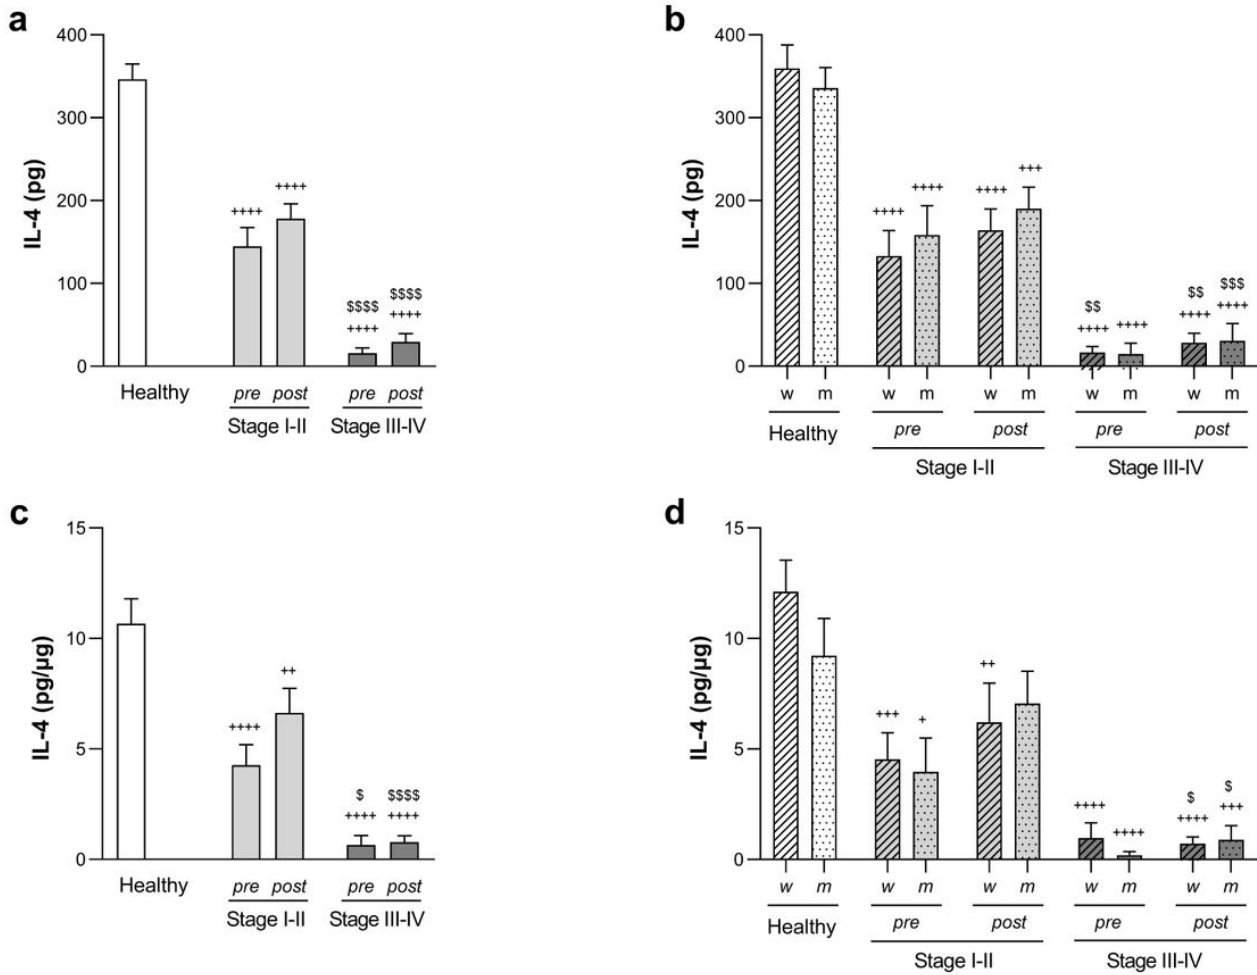 a
400
300
200
100
0
IL-4 (pg)
++++
++++
$$$$
++++
$$$$
++++
Healthy
pre post
Stage I-II
pre post
Stage III-IV
b
400
300
200
100
0
IL-4 (pg)
++++
++++
++++
+++
$$
++++
++++
$$
++++
$$$
++++
w m w m w m w m w m
Healthy
pre post pre post
Stage I-II Stage III-IV
c
15
10
5
0
IL-4 (pg/µg)
++++
++
$
++++
$$$$
++++
Healthy
pre post
Stage I-II
pre post
Stage III-IV
d
15
10
5
0
IL-4 (pg/µg)
+++
+
++
++++
++++
$
++++
$
+++
w m w m w m w m w m
Healthy
pre post pre post
Stage I-II Stage III-IV